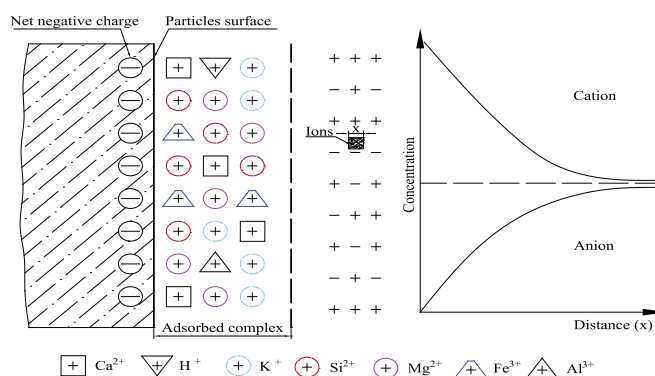 Net negative charge
Particles surface
Ions
x
Adsorbed complex
Concentration
Cation
Anion
Distance (x)
Ca²⁺ H⁺ K⁺ Si²⁺ Mg²⁺ Fe³⁺ Al³⁺